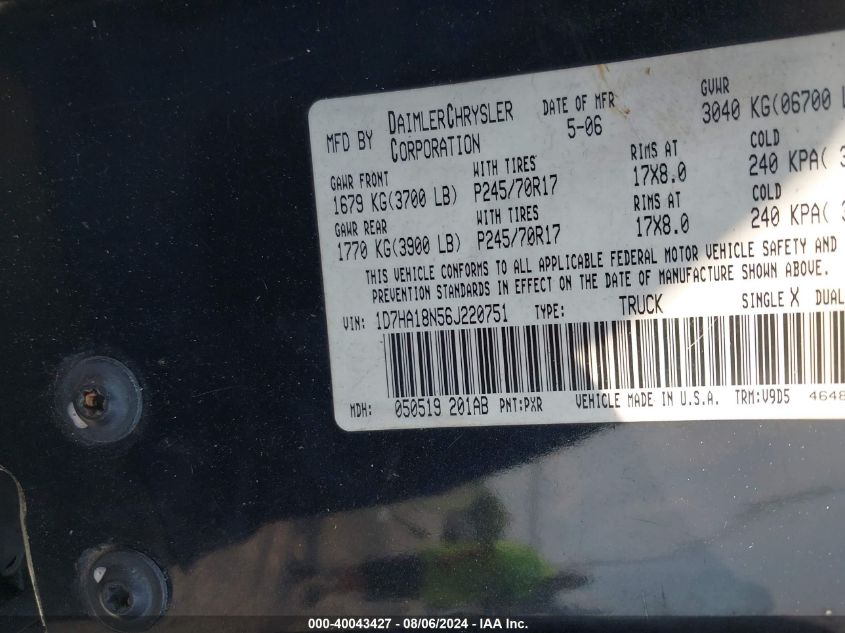 MFD BY DAIMLERCHRYSLER CORPORATION
DATE OF MFR 5-06
GVWR 3040 KG(06700 L
GAWR FRONT WITH TIRES RIMS AT COLD
1679 KG(3700 LB) P245/70R17 17X8.0 240 KPA( 3
GAWR REAR WITH TIRES RIMS AT COLD
1770 KG(3900 LB) P245/70R17 17X8.0 240 KPA( 3
THIS VEHICLE CONFORMS TO ALL APPLICABLE FEDERAL MOTOR VEHICLE SAFETY AND
PREVENTION STANDARDS IN EFFECT ON THE DATE OF MANUFACTURE SHOWN ABOVE.
VIN: 1D7HA18N56J220751 TYPE: TRUCK SINGLE X DUAL
MDH: 050519 201AB PNT:PXR VEHICLE MADE IN U.S.A. TRM:V9D5 4648
000-40043427 - 08/06/2024 - IAA Inc.